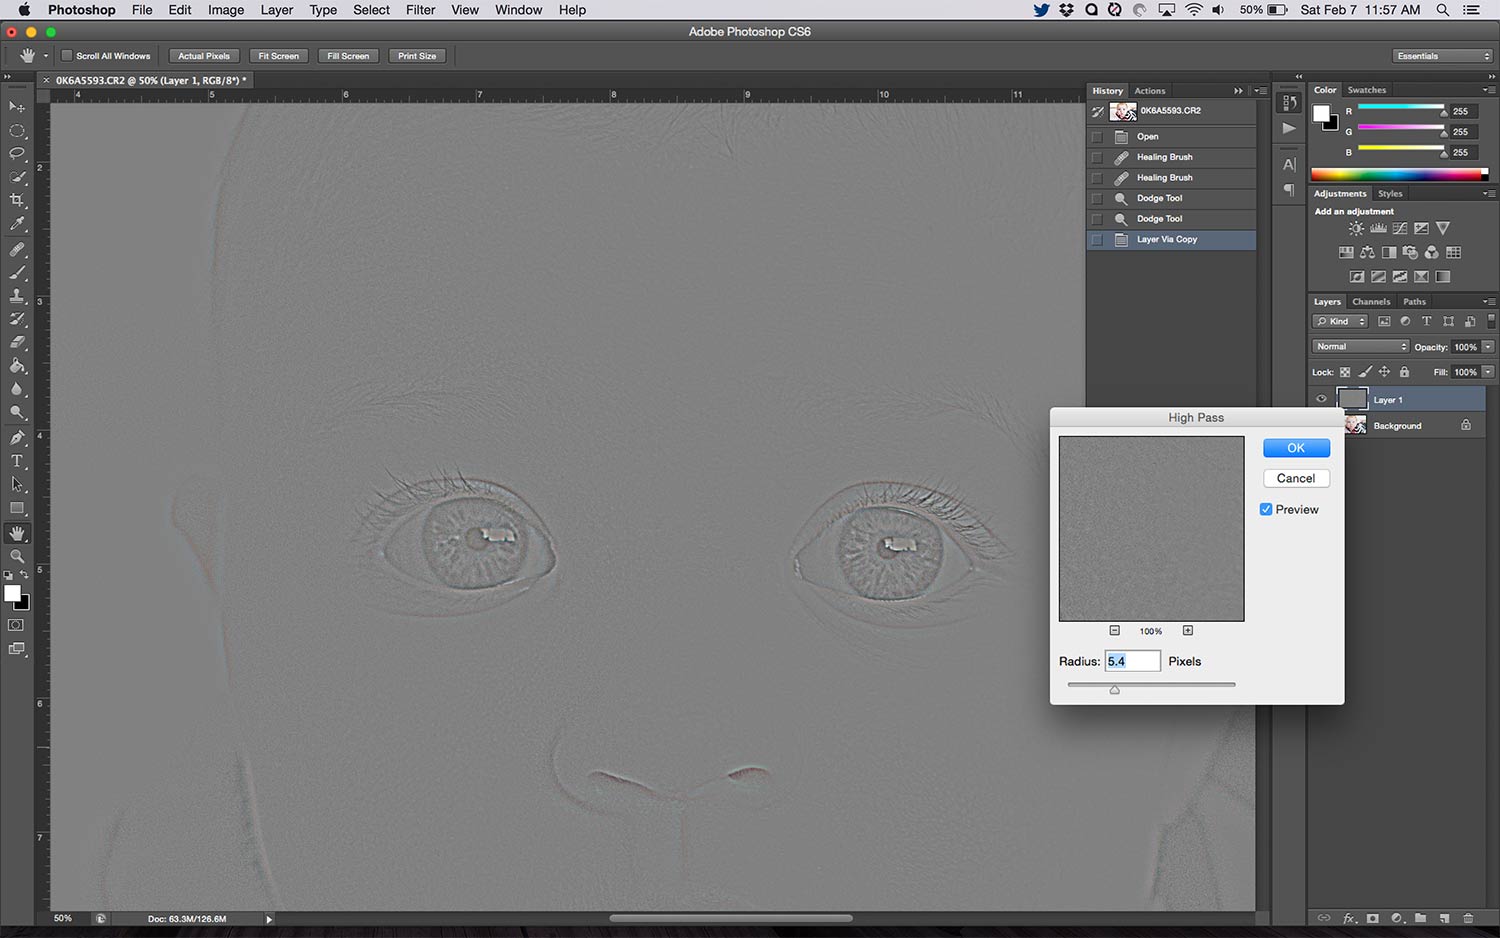 Photoshop File Edit Image Layer Type Select Filter View Window Help 50% Sat Feb 7 11:57 AM
Adobe Photoshop CS6
Scroll All Windows Actual Pixels Fit Screen Fill Screen Print Size Essentials
× 0K6A5593.CR2 @ 50% (Layer 1, RGB/8*) *
4 5 6 7 8 9 10 11
2
3
4
5
6
7
History Actions
0K6A5593.CR2
Open
Healing Brush
Healing Brush
Dodge Tool
Dodge Tool
Layer Via Copy
Color Swatches
R 255
G 255
B 255
Adjustments Styles
Add an adjustment
Layers Channels Paths
Kind
Normal Opacity: 100%
Lock: Fill: 100%
Layer 1
Background
High Pass
OK
Cancel
Preview
100%
Radius: 5.4 Pixels
50% Doc: 63.3M/126.6M